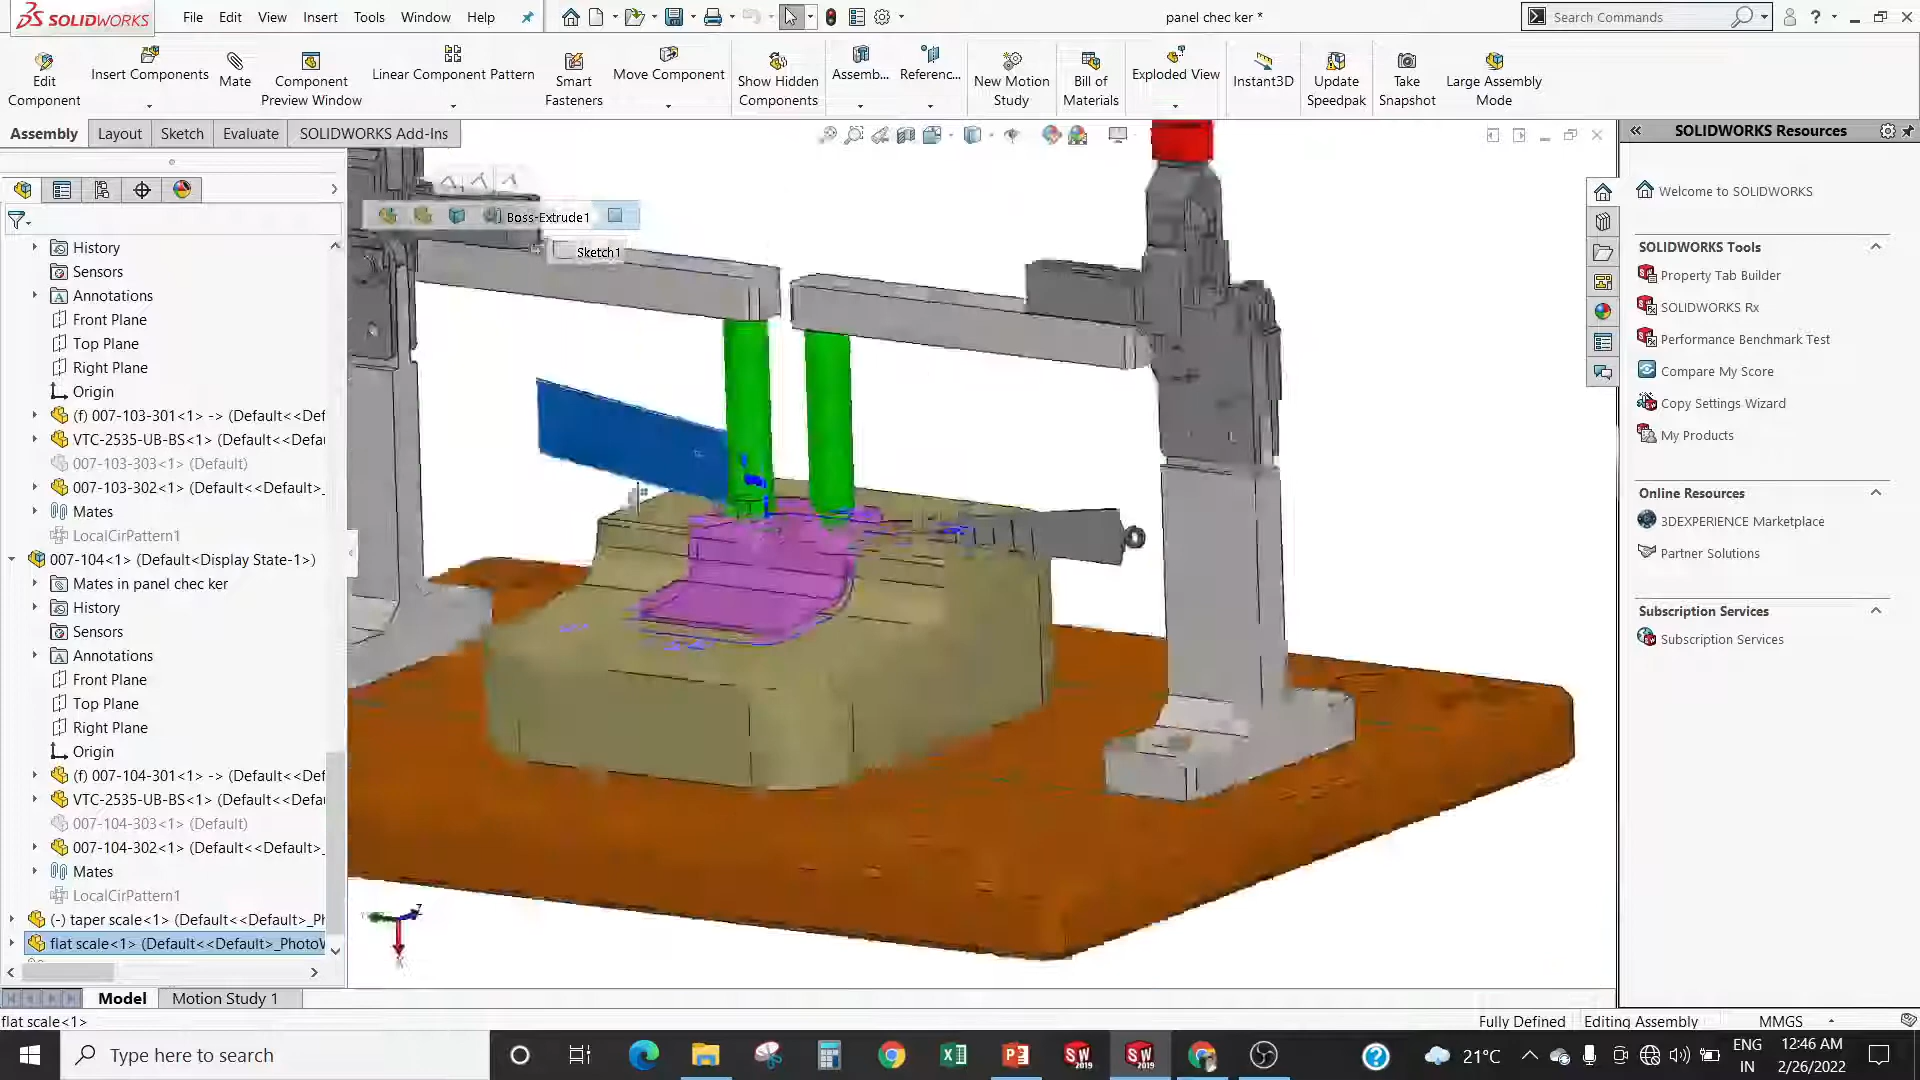 SOLIDWORKS
File Edit View Insert Tools Window Help
panel chec ker *
Search Commands
Edit Component
Insert Components
Mate
Component Preview Window
Linear Component Pattern
Smart Fasteners
Move Component
Show Hidden Components
Assemb...
Referenc...
New Motion Study
Bill of Materials
Exploded View
Instant3D
Update Speedpak
Take Snapshot
Large Assembly Mode
Assembly Layout Sketch Evaluate SOLIDWORKS Add-Ins
History
Sensors
Annotations
Front Plane
Top Plane
Right Plane
Origin
(f) 007-103-301<1> -> (Default<<Def
VTC-2535-UB-BS<1> (Default<<Defau
007-103-303<1> (Default)
007-103-302<1> (Default<<Default>_
Mates
LocalCirPattern1
007-104<1> (Default<Display State-1>)
Mates in panel chec ker
History
Sensors
Annotations
Front Plane
Top Plane
Right Plane
Origin
(f) 007-104-301<1> -> (Default<<Def
VTC-2535-UB-BS<1> (Default<<Defau
007-104-303<1> (Default)
007-104-302<1> (Default<<Default>_
Mates
LocalCirPattern1
(-) taper scale<1> (Default<<Default>_Ph
flat scale<1> (Default<<Default>_PhotoW
Boss-Extrude1
Sketch1
SOLIDWORKS Resources
Welcome to SOLIDWORKS
SOLIDWORKS Tools
Property Tab Builder
SOLIDWORKS Rx
Performance Benchmark Test
Compare My Score
Copy Settings Wizard
My Products
Online Resources
3DEXPERIENCE Marketplace
Partner Solutions
Subscription Services
Subscription Services
Model Motion Study 1
flat scale<1>
Fully Defined Editing Assembly MMGS
Type here to search
21°C
ENG
IN
12:46 AM
2/26/2022